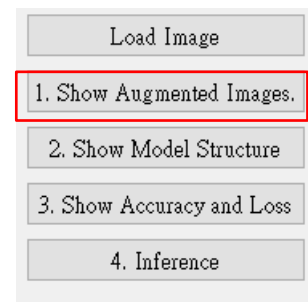 Load Image
1. Show Augmented Images.
2. Show Model Structure
3. Show Accuracy and Loss
4. Inference